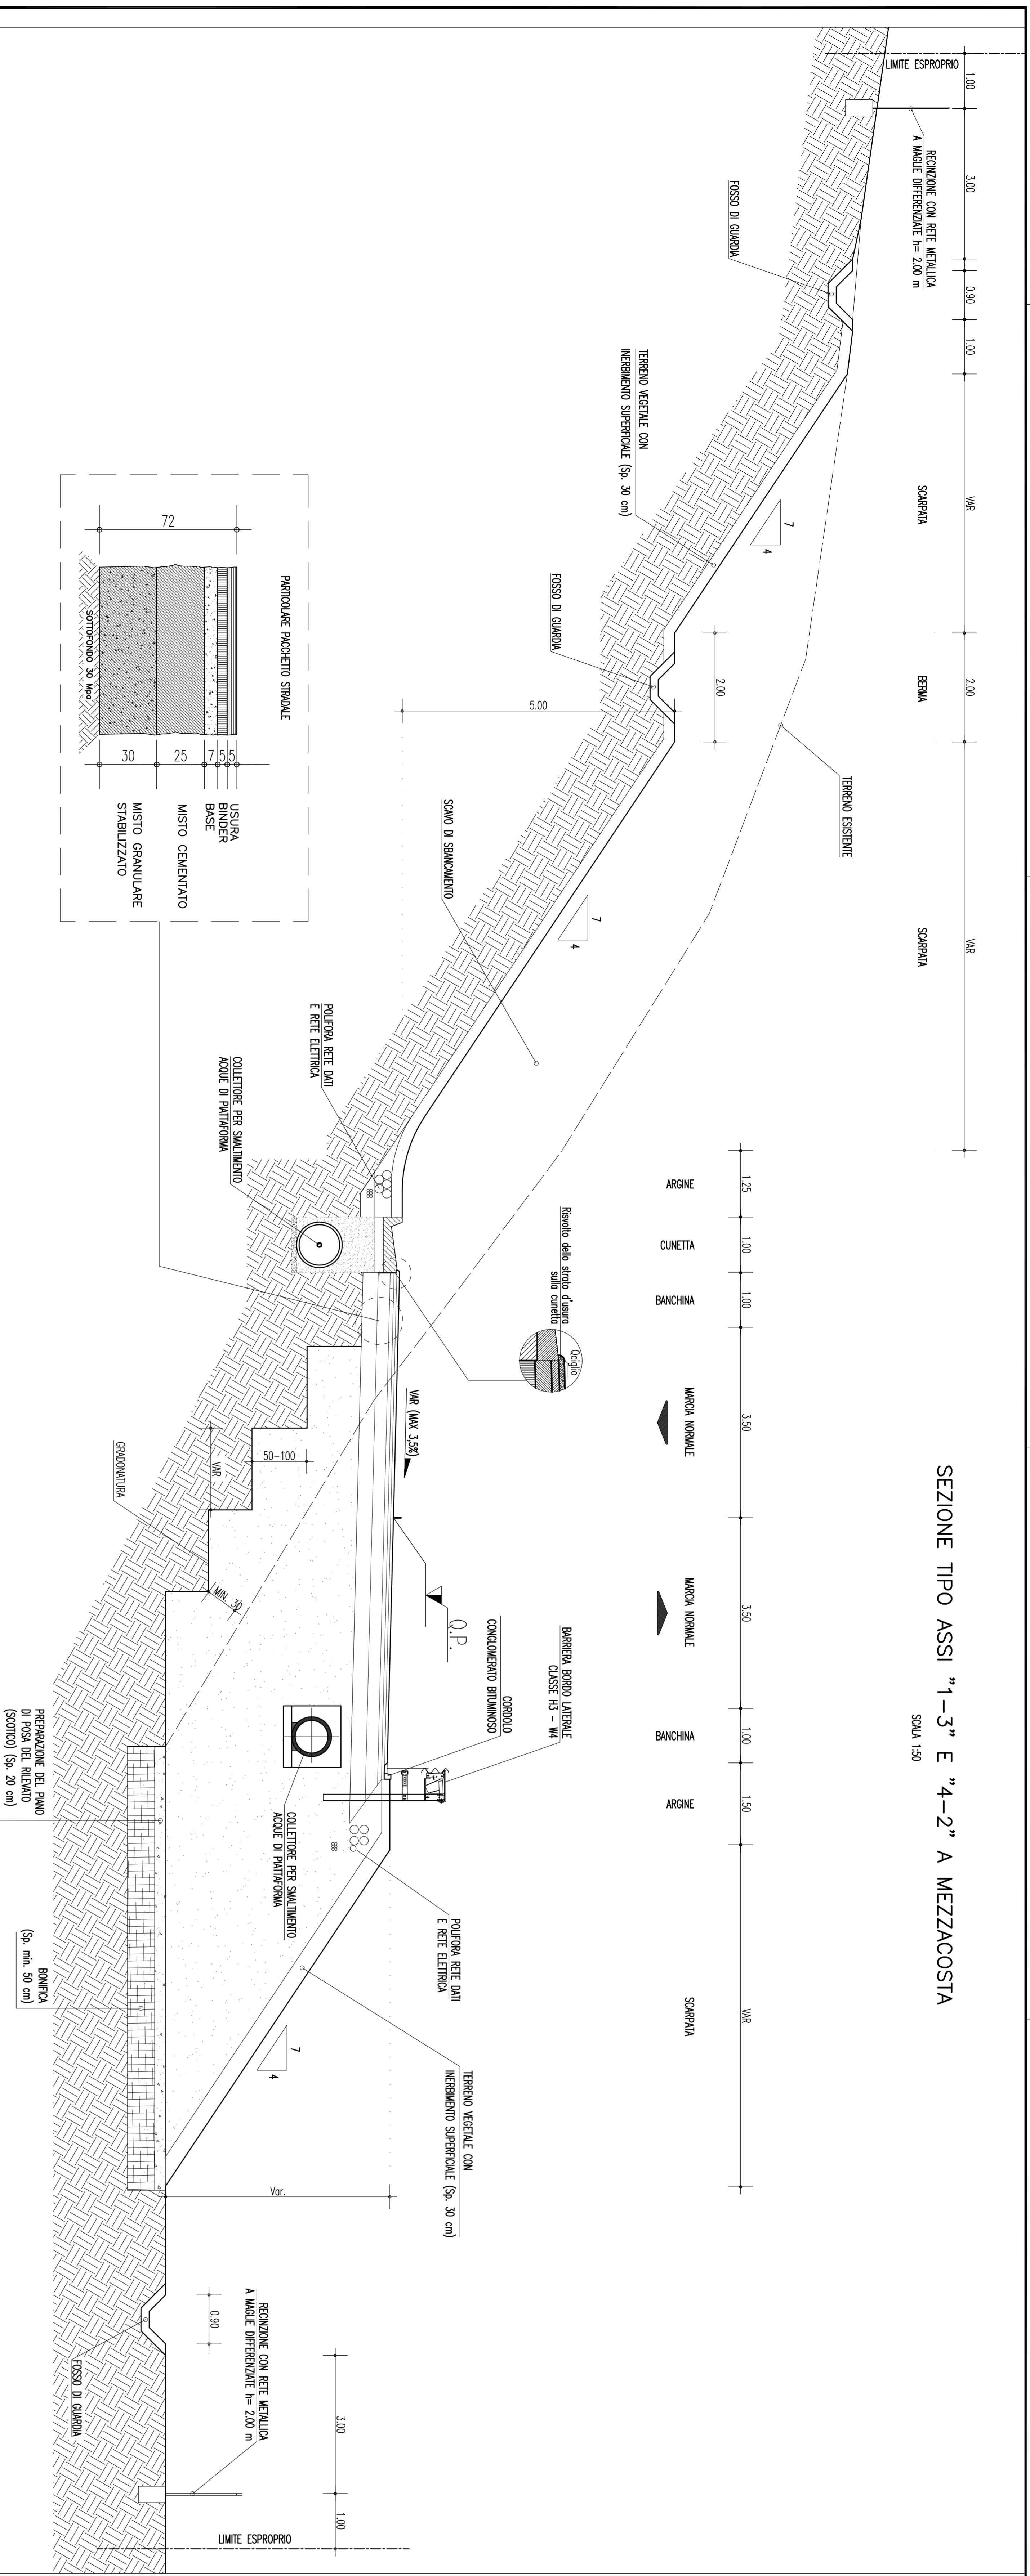 SEZIONE TIPO ASSI "1-3" E "4-2" A MEZZACOSTA
SCALA 1:50
LIMITE ESPROPRIO
1.00
3.00
0.90
1.00
VAR
2.00
VAR
SCARPATA
BERMA
SCARPATA
RECINZIONE CON RETE METALLICA
A MAGLIE DIFFERENZIATE h= 2.00 m
FOSSO DI GUARDIA
TERRENO VEGETALE CON
INERBIMENTO SUPERFICIALE (Sp. 30 cm)
7
4
FOSSO DI GUARDIA
2.00
5.00
TERRENO ESISTENTE
SCAVO DI SBANCAMENTO
7
4
1.25
1.00
1.00
3.50
3.50
1.00
1.50
VAR
ARGINE
CUNETTA
BANCHINA
MARCIA NORMALE
MARCIA NORMALE
BANCHINA
ARGINE
SCARPATA
Risvolto dello strato d'usura
sulla cunetta
Qciglio
POLIFORA RETE DATI
E RETE ELETTRICA
COLLETTORE PER SMALTIMENTO
ACQUE DI PIATTAFORMA
VAR (MAX 3,5%)
Q.P.
BARRIERA BORDO LATERALE
CLASSE H3 - W4
CORDOLO
CONGLOMERATO BITUMINOSO
50-100
VAR
GRADONATURA
MIN. 30
COLLETTORE PER SMALTIMENTO
ACQUE DI PIATTAFORMA
POLIFORA RETE DATI
E RETE ELETTRICA
TERRENO VEGETALE CON
INERBIMENTO SUPERFICIALE (Sp. 30 cm)
7
4
Var.
PREPARAZIONE DEL PIANO
DI POSA DEL RILEVATO
(SCOTICO) (Sp. 20 cm)
BONIFICA
(Sp. min. 50 cm)
0.90
FOSSO DI GUARDIA
RECINZIONE CON RETE METALLICA
A MAGLIE DIFFERENZIATE h= 2.00 m
3.00
1.00
LIMITE ESPROPRIO
PARTICOLARE PACCHETTO STRADALE
72
5
5
7
25
30
USURA
BINDER
BASE
MISTO CEMENTATO
MISTO GRANULARE
STABILIZZATO
SOTTOFONDO 30 Mpa